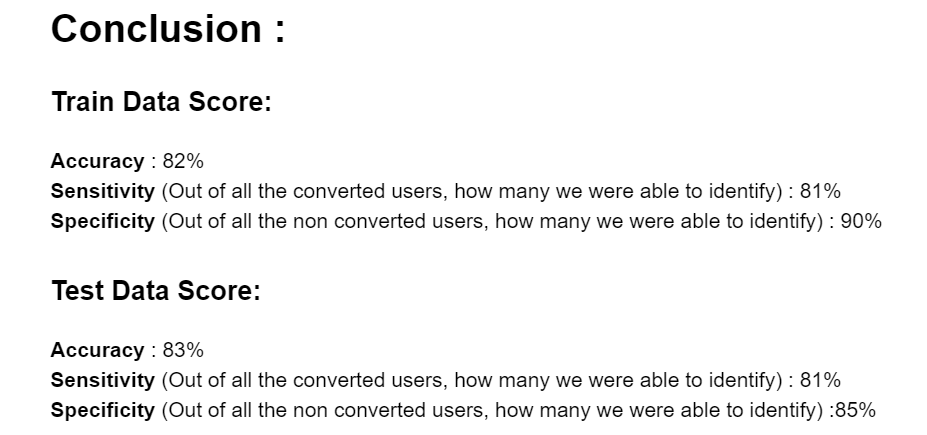 Conclusion :
Train Data Score:
Accuracy : 82%
Sensitivity (Out of all the converted users, how many we were able to identify) : 81%
Specificity (Out of all the non converted users, how many we were able to identify) : 90%
Test Data Score:
Accuracy : 83%
Sensitivity (Out of all the converted users, how many we were able to identify) : 81%
Specificity (Out of all the non converted users, how many we were able to identify) :85%